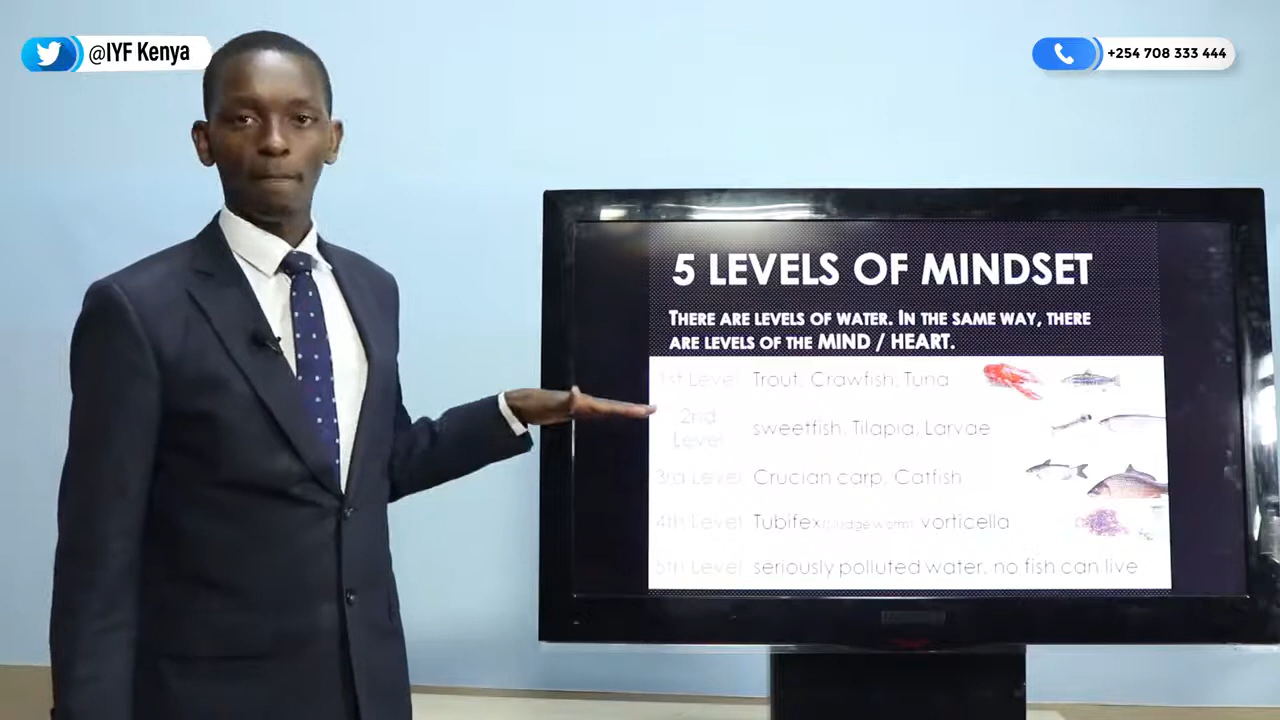 @IYF Kenya
+254 708 333 444
5 LEVELS OF MINDSET
THERE ARE LEVELS OF WATER. IN THE SAME WAY, THERE
ARE LEVELS OF THE MIND / HEART.
1st Level Trout, Crawfish, Tuna
2nd
Level
sweetfish, Tilapia, Larvae
3rd Level Crucian carp, Catfish
4th Level Tubifex(sludge worm) vorticella
5th Level seriously polluted water, no fish can live